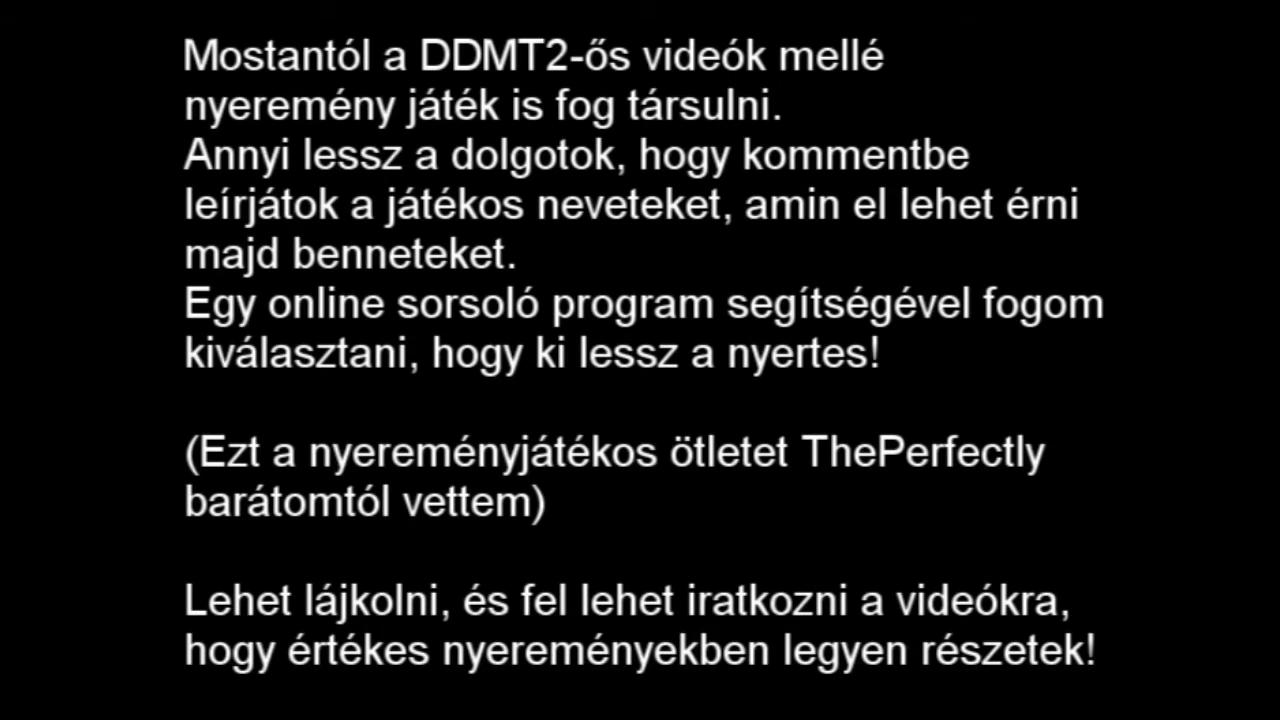 Mostantól a DDMT2-ős videók mellé
nyeremény játék is fog társulni.
Annyi lessz a dolgotok, hogy kommentbe
leírjátok a játékos neveteket, amin el lehet érni
majd benneteket.
Egy online sorsoló program segítségével fogom
kiválasztani, hogy ki lessz a nyertes!
(Ezt a nyereményjátékos ötletet ThePerfectly
barátomtól vettem)
Lehet lájkolni, és fel lehet iratkozni a videókra,
hogy értékes nyereményekben legyen részetek!